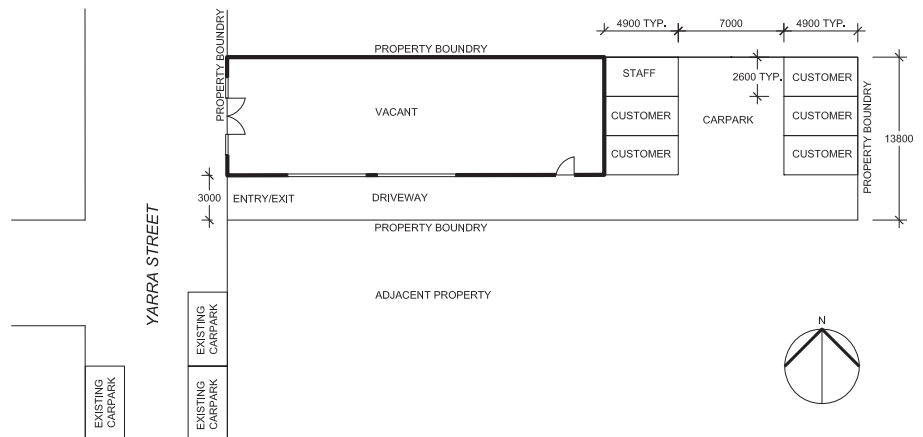 4900 TYP.
7000
4900 TYP.
PROPERTY BOUNDRY
PROPERTY BOUNDRY
STAFF
2600 TYP.
CUSTOMER
PROPERTY BOUNDRY
VACANT
CUSTOMER
CARPARK
CUSTOMER
13800
CUSTOMER
CUSTOMER
3000
ENTRY/EXIT
DRIVEWAY
PROPERTY BOUNDRY
YARRA STREET
ADJACENT PROPERTY
EXISTING
CARPARK
N
EXISTING
CARPARK
EXISTING
CARPARK